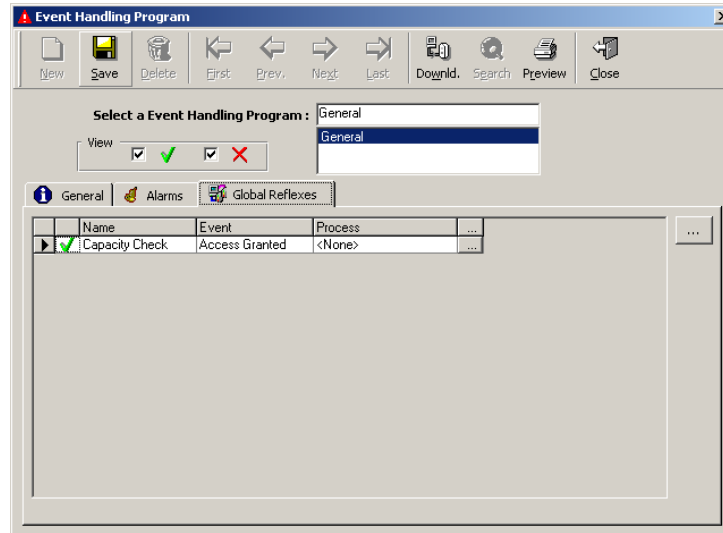 Event Handling Program
New Save Delete First Prev. Next Last Downld. Search Preview Close
Select a Event Handling Program : General
General
View
General Alarms Global Reflexes
Name Event Process ...
Capacity Check Access Granted <None> ...
...